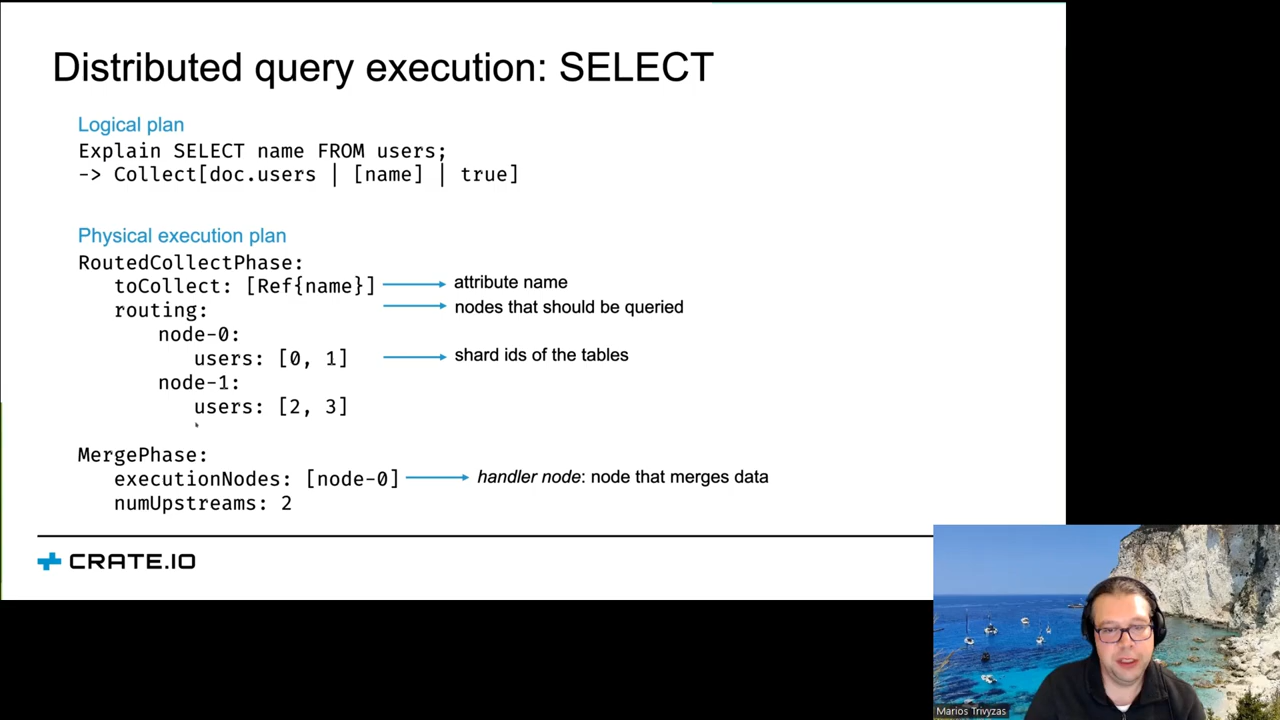 Distributed query execution: SELECT
Logical plan
Explain SELECT name FROM users;
-> Collect[doc.users | [name] | true]
Physical execution plan
RoutedCollectPhase:
toCollect: [Ref{name}] attribute name
routing: nodes that should be queried
node-0:
users: [0, 1] shard ids of the tables
node-1:
users: [2, 3]
MergePhase:
executionNodes: [node-0] handler node: node that merges data
numUpstreams: 2
CRATE.IO
Marios Trivyzas